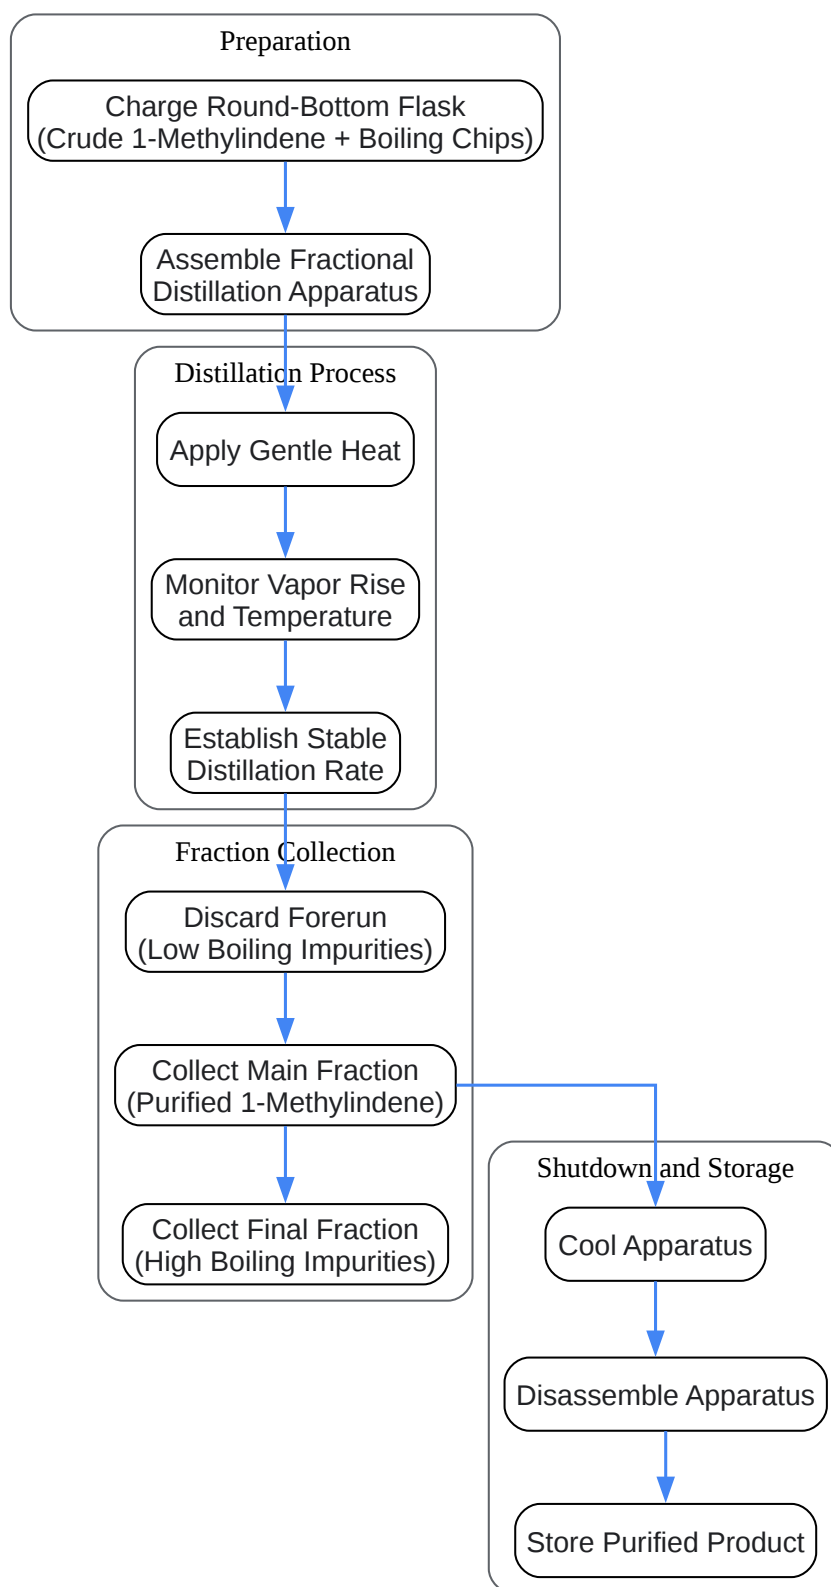 Preparation
Charge Round-Bottom Flask
(Crude 1-Methylindene + Boiling Chips)
Assemble Fractional
Distillation Apparatus
Distillation Process
Apply Gentle Heat
Monitor Vapor Rise
and Temperature
Establish Stable
Distillation Rate
Fraction Collection
Discard Forerun
(Low Boiling Impurities)
Collect Main Fraction
(Purified 1-Methylindene)
Collect Final Fraction
(High Boiling Impurities)
Shutdown and Storage
Cool Apparatus
Disassemble Apparatus
Store Purified Product